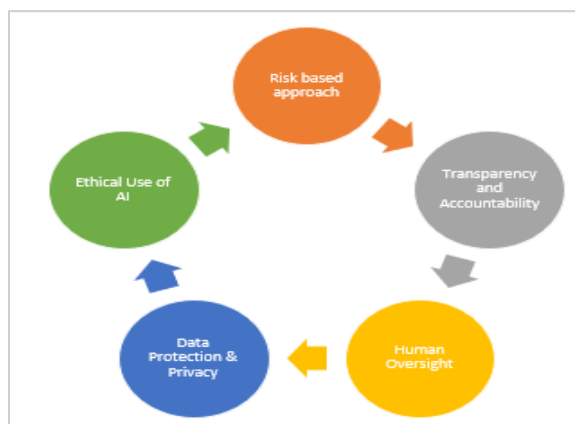 Risk based
approach
Transparency
and
Accountability
Human
Oversight
Data
Protection &
Privacy
Ethical Use of
AI